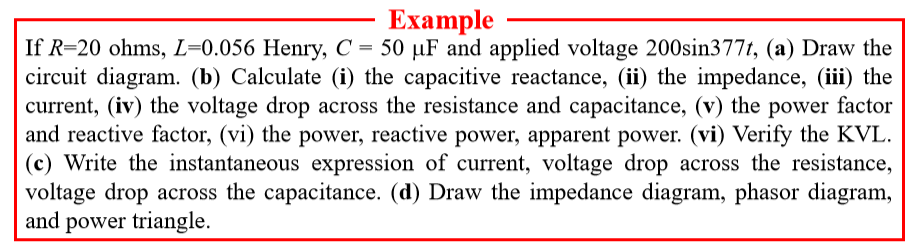 Example
If R=20 ohms, L=0.056 Henry, C = 50 μF and applied voltage 200sin377t, (a) Draw the
circuit diagram. (b) Calculate (i) the capacitive reactance, (ii) the impedance, (iii) the
current, (iv) the voltage drop across the resistance and capacitance, (v) the power factor
and reactive factor, (vi) the power, reactive power, apparent power. (vi) Verify the KVL.
(c) Write the instantaneous expression of current, voltage drop across the resistance,
voltage drop across the capacitance. (d) Draw the impedance diagram, phasor diagram,
and power triangle.